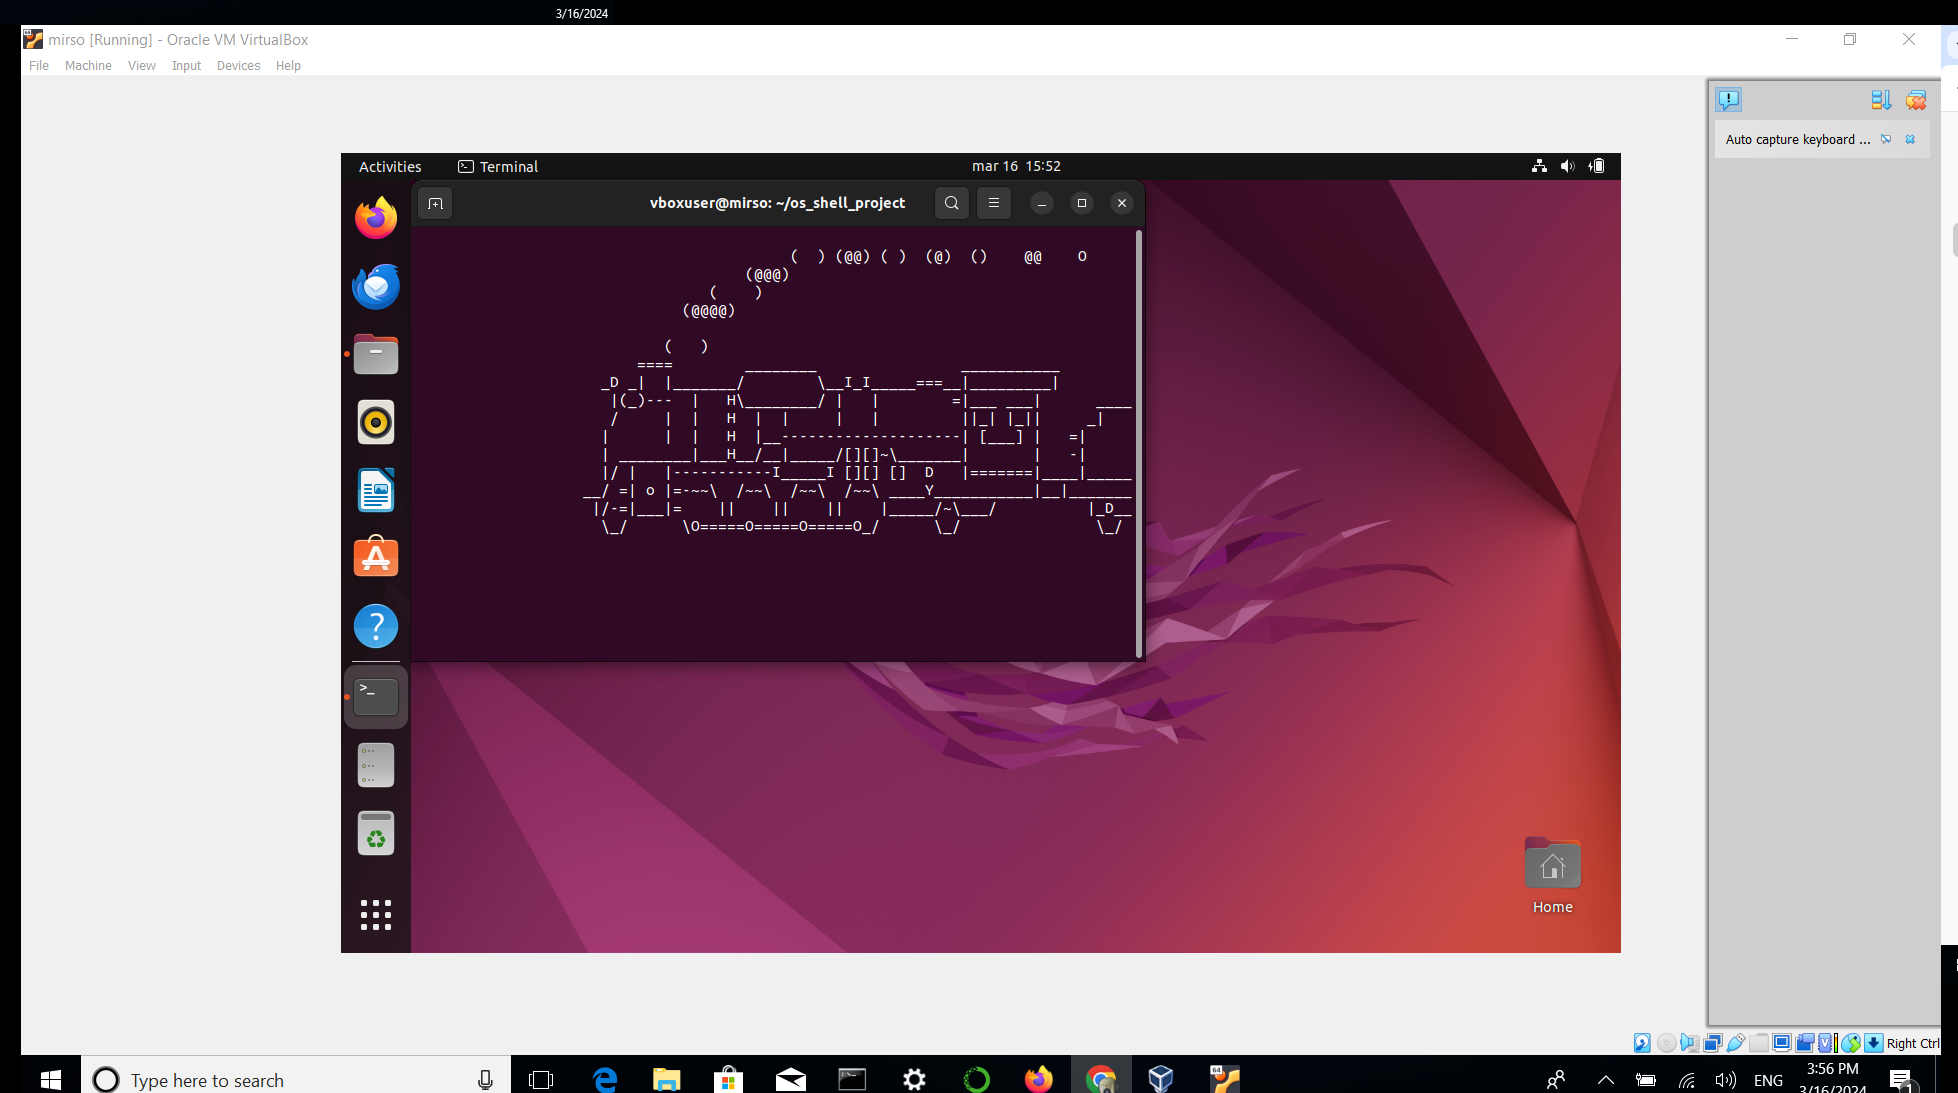 3/16/2024
mirso [Running] - Oracle VM VirtualBox
File Machine View Input Devices Help
Auto capture keyboard ...
Activities Terminal mar 16 15:52
vboxuser@mirso: ~/os_shell_project
                      (  ) (@@) ( )  (@)  ()    @@    O
                 (@@@)
             (    )
          (@@@@)
        (   )
      ====        ________                ___________
  _D _|  |_______/        \__I_I_____===__|_________|
   |(_)---  |   H\________/ |   |        =|___ ___|      ____
   /     |  |   H  |  |     |   |         ||_| |_||     _|
  |      |  |   H  |__--------------------| [___] |   =|
  | ________|___H__/__|_____/[][]~\_______|       |   -|
  |/ |   |-----------I_____I [][] []  D   |=======|____|_____
__/ =| o |=-~~\  /~~\  /~~\  /~~\ ____Y___________|__|_______
 |/-=|___|=    ||    ||    ||    |_____/~\___/          |_D__
  \_/      \O=====O=====O=====O_/      \_/               \_/
Home
Right Ctrl
Type here to search
ENG
3:56 PM
3/16/2024
1